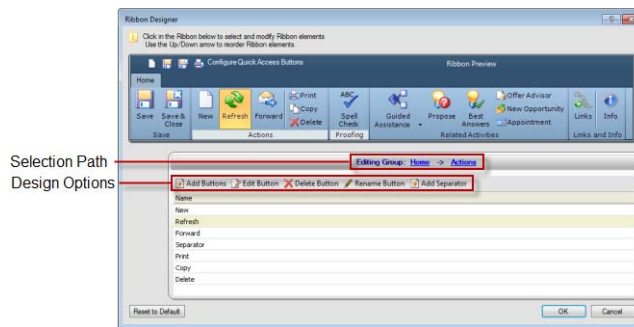 Ribbon Designer
Click in the Ribbon below to select and modify Ribbon elements
Use the Up/Down arrow to reorder Ribbon elements.
Configure Quick Access Buttons
Ribbon Preview
Home
Save
Save & Close
New
Refresh
Forward
Print
Copy
Delete
ABC
Spell Check
Guided Assistance
Propose
Best Answers
Offer Advisor
New Opportunity
Appointment
Links
Info
Save
Actions
Proofing
Related Activities
Links and Info
Selection Path
Editing Group: Home -> Actions
Design Options
Add Buttons Edit Button Delete Button Rename Button Add Separator
Name
New
Refresh
Forward
Separator
Print
Copy
Delete
Reset to Default
OK
Cancel